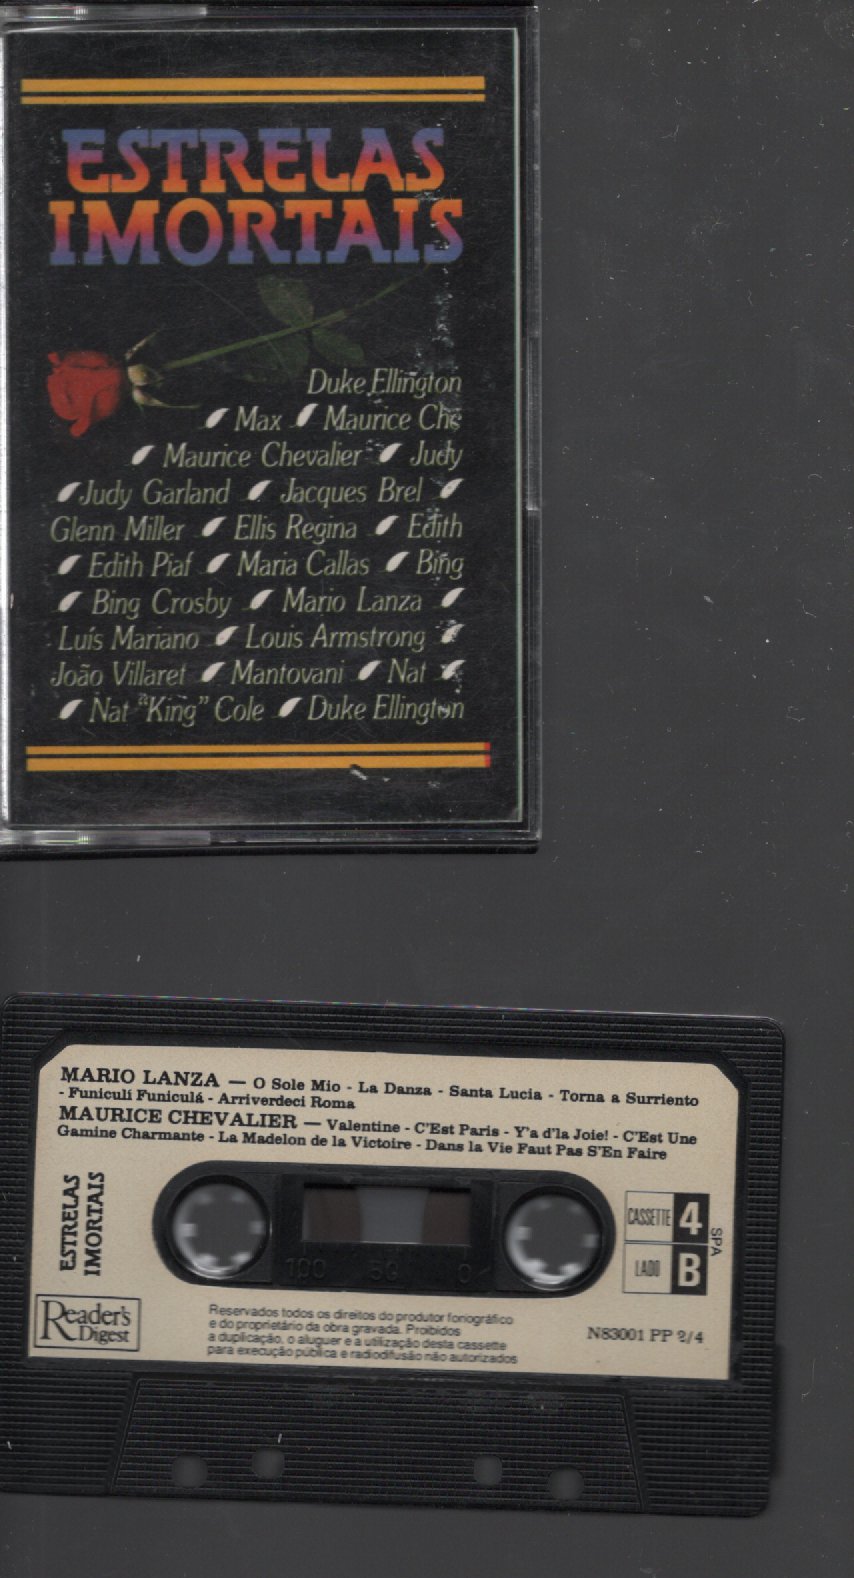 ESTRELAS
IMORTAIS
Duke Ellington
Max Maurice Che
Maurice Chevalier Judy
Judy Garland Jacques Brel
Glenn Miller Ellis Regina Edith
Edith Piaf Maria Callas Bing
Bing Crosby Mario Lanza
Luís Mariano Louis Armstrong
João Villaret Mantovani Nat
Nat "King" Cole Duke Ellington
MARIO LANZA — O Sole Mio - La Danza - Santa Lucia - Torna a Surriento
- Funiculí Funiculá - Arriverdeci Roma
MAURICE CHEVALIER — Valentine - C'Est Paris - Y'a d'la Joie! - C'Est Une
Gamine Charmante - La Madelon de la Victoire - Dans la Vie Faut Pas S'En Faire
ESTRELAS
IMORTAIS
100 50 0
CASSETTE 4
LADO B
SPA
Reader's
Digest
Reservados todos os direitos do produtor fonográfico
e do proprietário da obra gravada. Proibidos
a duplicação, o aluguer e a utilização desta cassette
para execução pública e radiodifusão não autorizados
N83001 PP 2/4